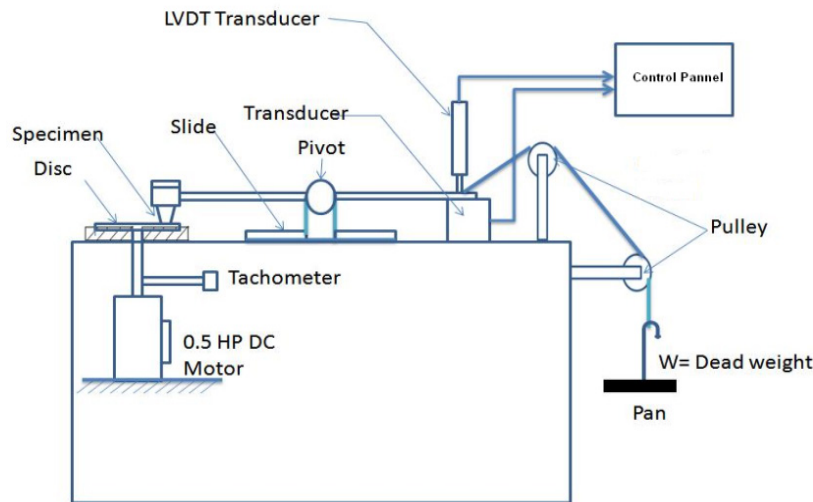 LVDT Transducer
Control Pannel
Transducer
Specimen
Slide
Pivot
Disc
Pulley
Tachometer
0.5 HP DC
Motor
W= Dead weight
Pan